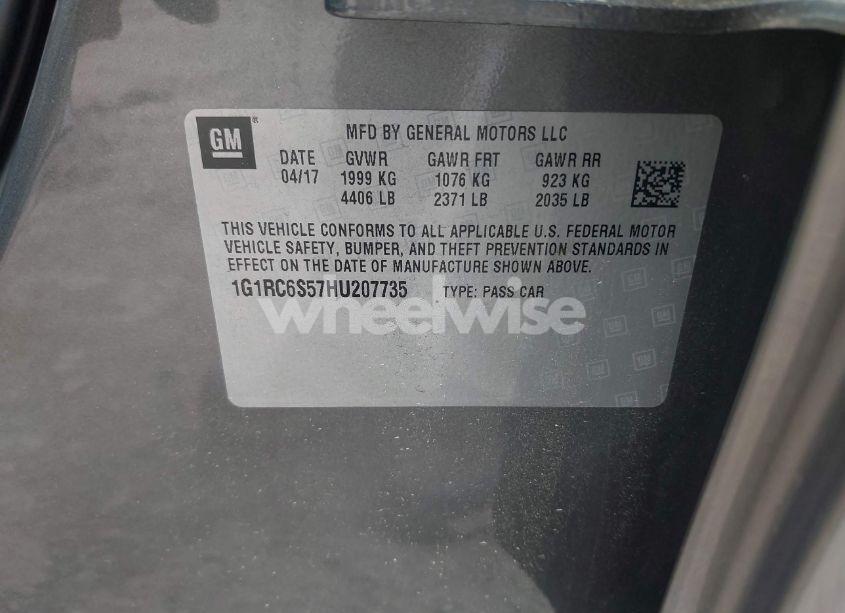 GM ®
MFD BY GENERAL MOTORS LLC
DATE GVWR GAWR FRT GAWR RR
04/17 1999 KG 1076 KG 923 KG
4406 LB 2371 LB 2035 LB
THIS VEHICLE CONFORMS TO ALL APPLICABLE U.S. FEDERAL MOTOR
VEHICLE SAFETY, BUMPER, AND THEFT PREVENTION STANDARDS IN
EFFECT ON THE DATE OF MANUFACTURE SHOWN ABOVE.
1G1RC6S57HU207735 TYPE: PASS CAR
wheelwise